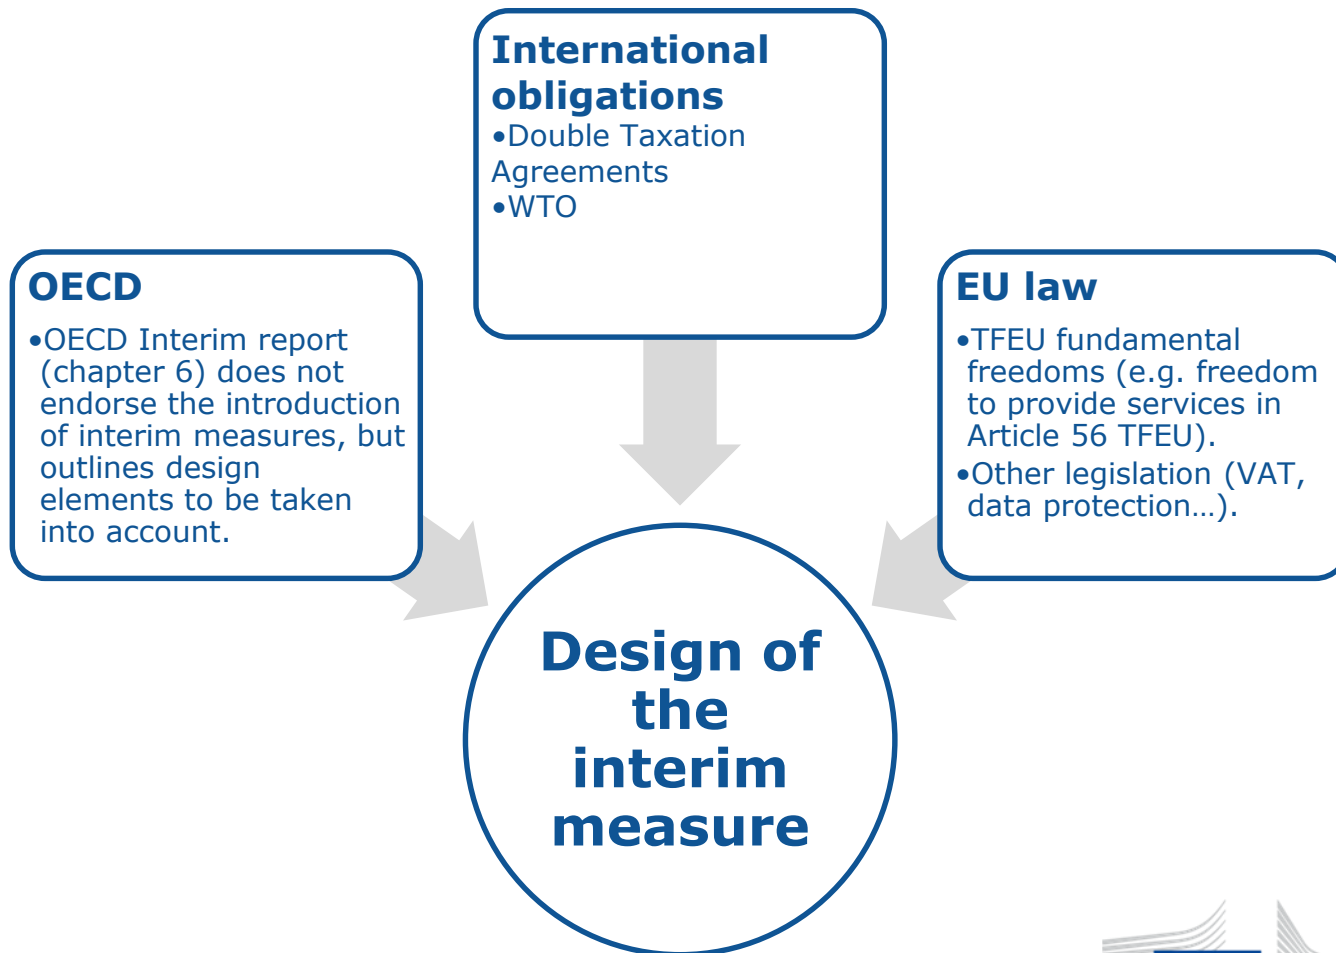 International
obligations
•Double Taxation
Agreements
•WTO
OECD
•OECD Interim report
(chapter 6) does not
endorse the introduction
of interim measures, but
outlines design
elements to be taken
into account.
EU law
•TFEU fundamental
freedoms (e.g. freedom
to provide services in
Article 56 TFEU).
•Other legislation (VAT,
data protection…).
Design of
the
interim
measure